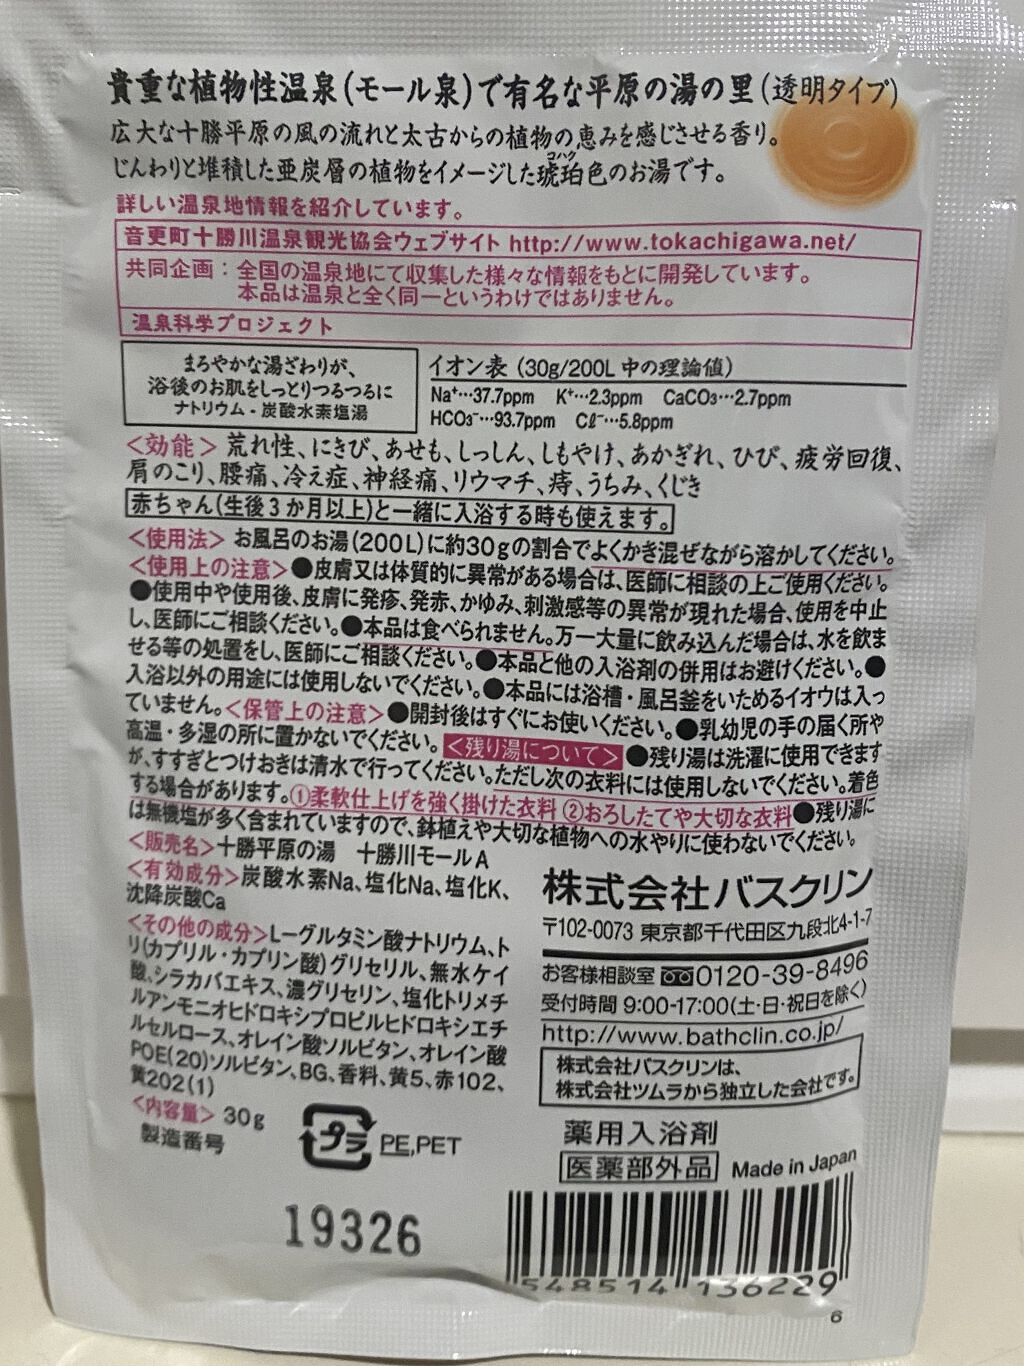 貴重な植物性温泉(モール泉)で有名な平原の湯の里(透明タイプ)
広大な十勝平原の風の流れと太古からの植物の恵みを感じさせる香り。
コハク
じんわりと堆積した亜炭層の植物をイメージした琥珀色のお湯です。
詳しい温泉地情報を紹介しています。
音更町十勝川温泉観光協会ウェブサイト http://www.tokachigawa.net/
共同企画：全国の温泉地にて収集した様々な情報をもとに開発しています。
本品は温泉と全く同一というわけではありません。
温泉科学プロジェクト
まろやかな湯ざわりが、
浴後のお肌をしっとりつるつるに
ナトリウム-炭酸水素塩湯
イオン表 (30g/200L 中の理論値)
Na⁺…37.7ppm K⁺…2.3ppm CaCO₃…2.7ppm
HCO₃⁻…93.7ppm Cℓ⁻…5.8ppm
<効能> 荒れ性、にきび、あせも、しっしん、しもやけ、あかぎれ、ひび、疲労回復、
肩のこり、腰痛、冷え症、神経痛、リウマチ、痔、うちみ、くじき
赤ちゃん(生後3か月以上)と一緒に入浴する時も使えます。
<使用法> お風呂のお湯(200L)に約30gの割合でよくかき混ぜながら溶かしてください。
<使用上の注意>●皮膚又は体質的に異常がある場合は、医師に相談の上ご使用ください。
●使用中や使用後、皮膚に発疹、発赤、かゆみ、刺激感等の異常が現れた場合、使用を中止
し、医師にご相談ください。●本品は食べられません。万一大量に飲み込んだ場合は、水を飲ま
せる等の処置をし、医師にご相談ください。●本品と他の入浴剤の併用はお避けください。●
入浴以外の用途には使用しないでください。●本品には浴槽・風呂釜をいためるイオウは入っ
ていません。<保管上の注意>●開封後はすぐにお使いください。●乳幼児の手の届く所や
高温・多湿の所に置かないでください。<残り湯について>●残り湯は洗濯に使用できます
が、すすぎとつけおきは清水で行ってください。ただし次の衣料には使用しないでください。着色
する場合があります。①柔軟仕上げを強く掛けた衣料 ②おろしたてや大切な衣料●残り湯に
は無機塩が多く含まれていますので、鉢植えや大切な植物への水やりに使わないでください。
<販売名>十勝平原の湯 十勝川モールA
<有効成分>炭酸水素Na、塩化Na、塩化K、
沈降炭酸Ca
<その他の成分>L-グルタミン酸ナトリウム、ト
リ(カプリル・カプリン酸)グリセリル、無水ケイ
酸、シラカバエキス、濃グリセリン、塩化トリメチ
ルアンモニオヒドロキシプロピルヒドロキシエチ
ルセルロース、オレイン酸ソルビタン、オレイン酸
POE(20)ソルビタン、BG、香料、黄5、赤102、
黄202(1)
<内容量> 30g
製造番号
プラ PE,PET
19326
株式会社バスクリン
〒102-0073 東京都千代田区九段北4-1-7
お客様相談室 0120-39-8496
受付時間 9:00-17:00(土・日・祝日を除く)
http://www.bathclin.co.jp/
株式会社バスクリンは、
株式会社ツムラから独立した会社です。
薬用入浴剤
医薬部外品 Made in Japan
548514 136229
6